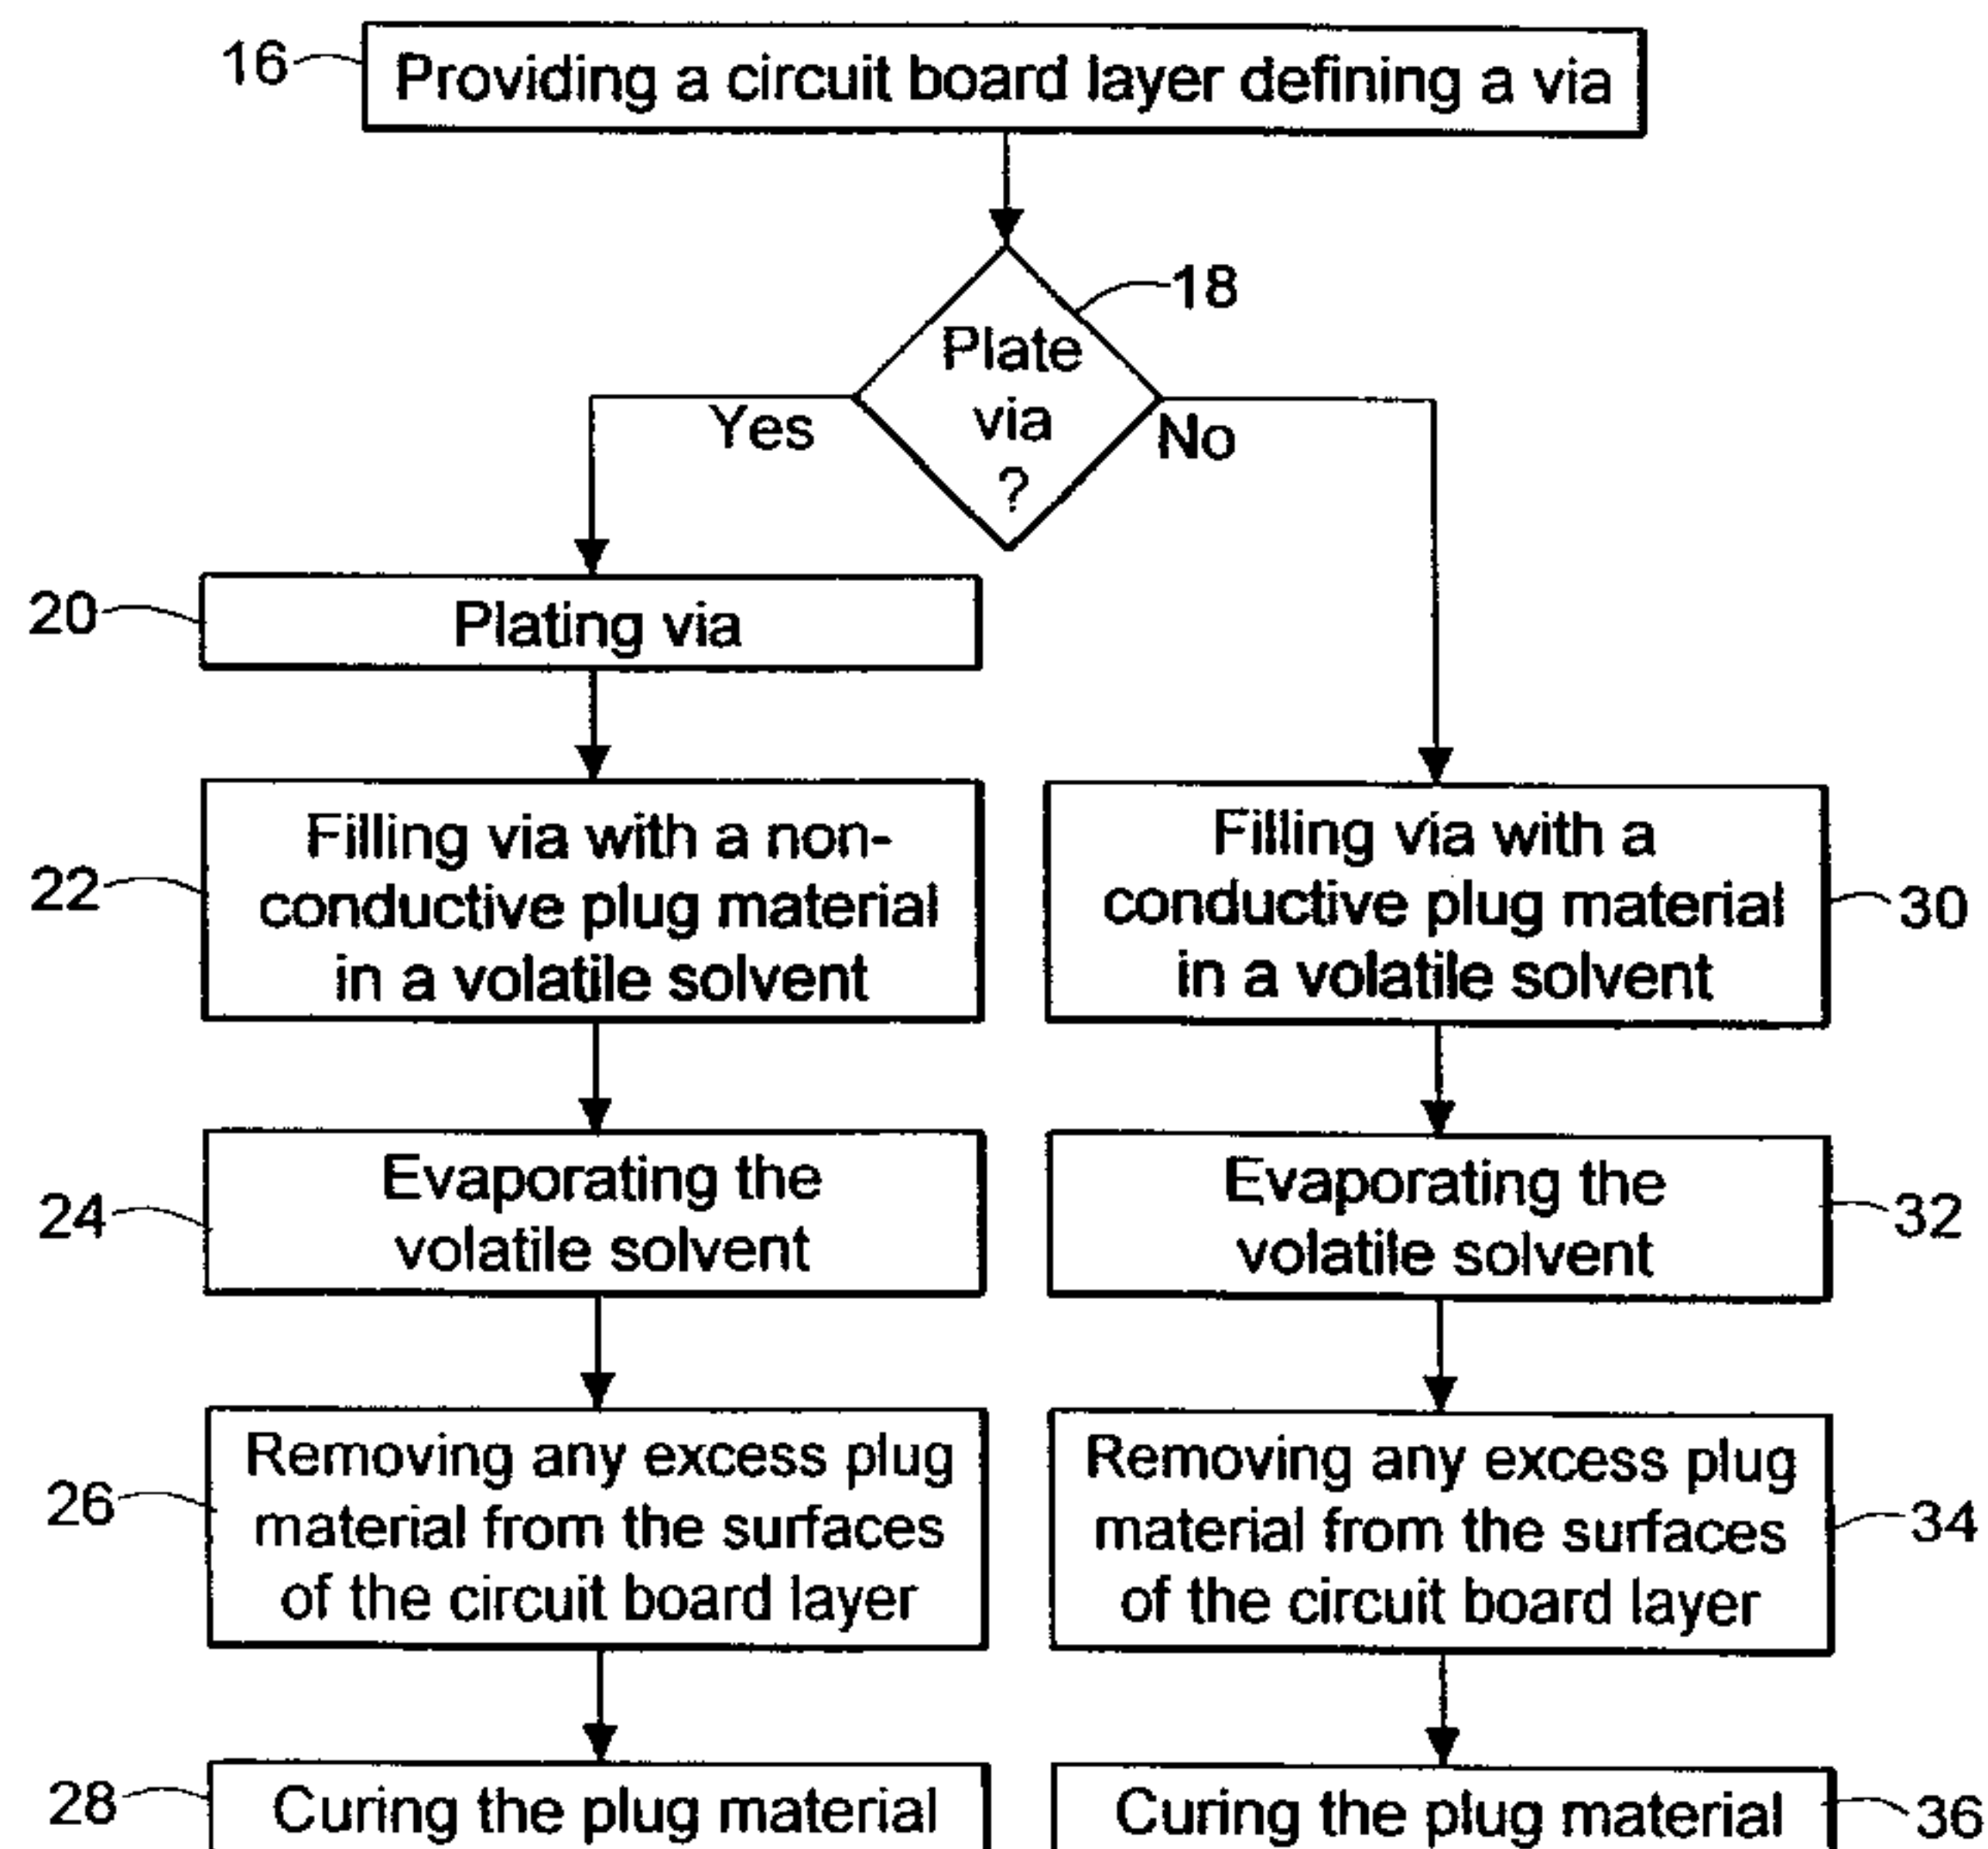 16
Providing a circuit board layer defining a via
18
Plate
via
?
Yes
No
20
Plating via
22
Filling via with a non-
conductive plug material
in a volatile solvent
Filling via with a
conductive plug material
in a volatile solvent
30
24
Evaporating the
volatile solvent
Evaporating the
volatile solvent
32
26
Removing any excess plug
material from the surfaces
of the circuit board layer
Removing any excess plug
material from the surfaces
of the circuit board layer
34
28
Curing the plug material
Curing the plug material
36